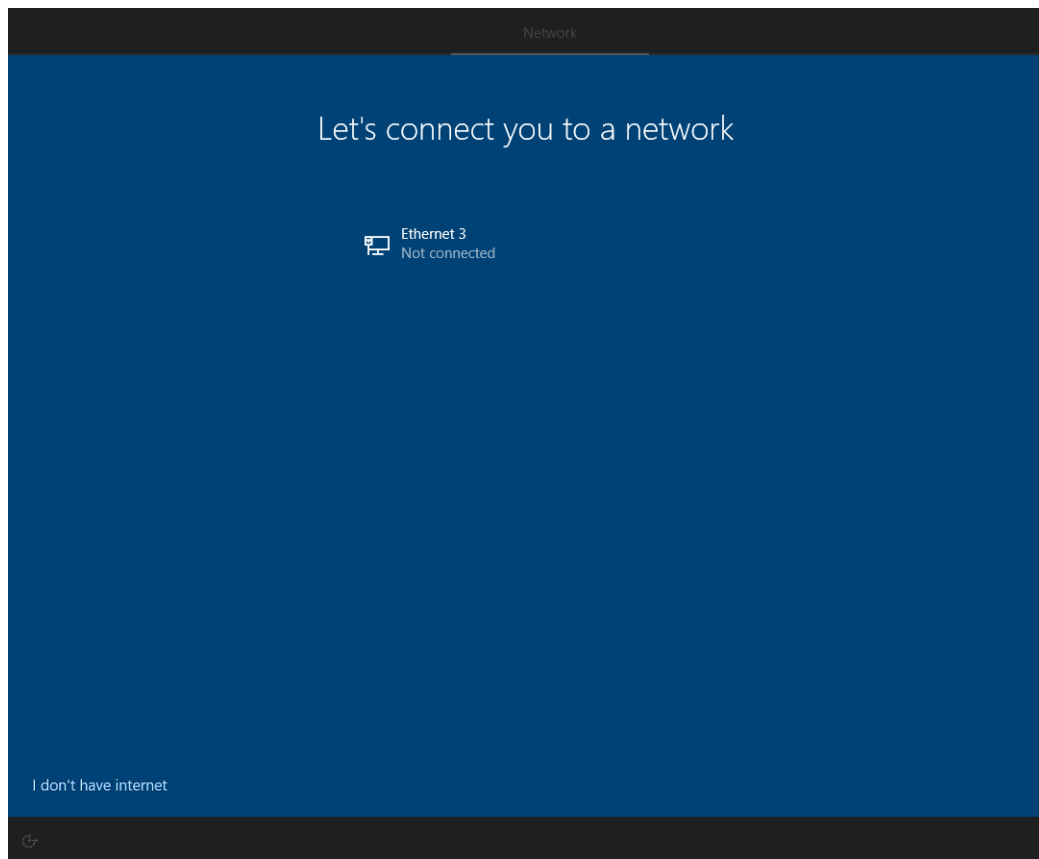 Network
Let's connect you to a network
Ethernet 3
Not connected
I don't have internet